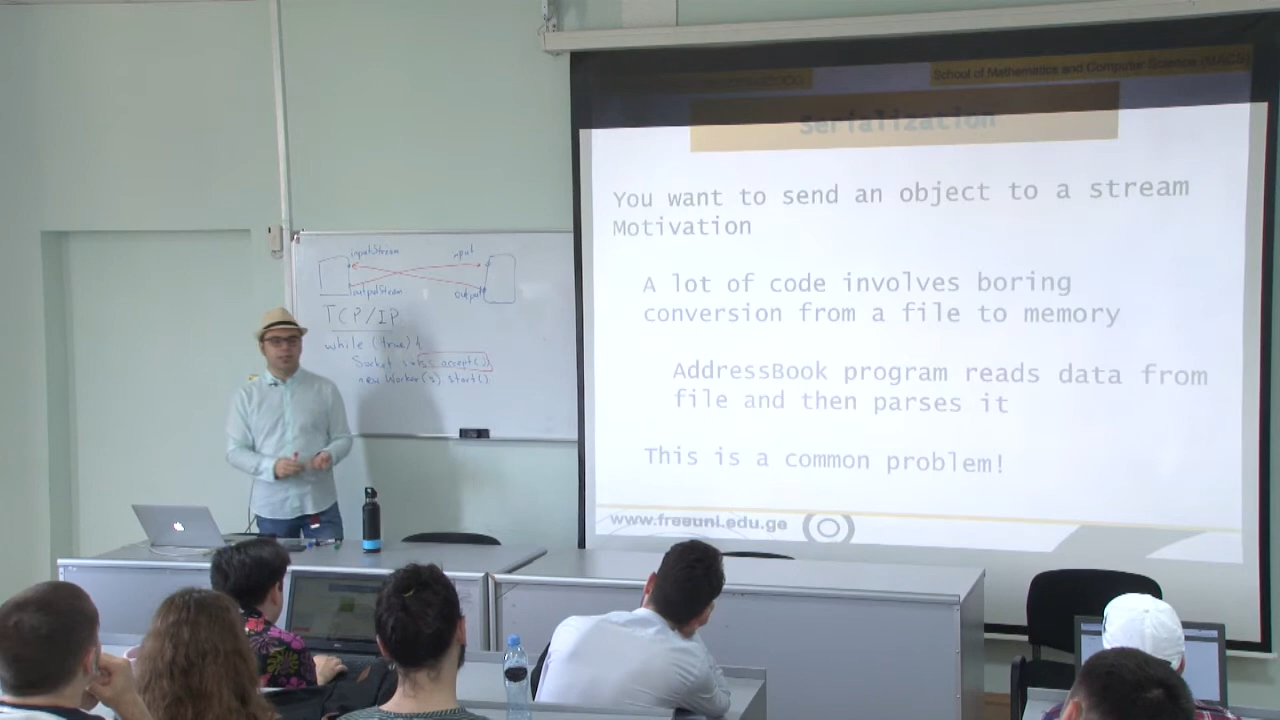 School of Mathematics and Computer Science (MACS)
Serialization
You want to send an object to a stream
Motivation
A lot of code involves boring
conversion from a file to memory
AddressBook program reads data from
file and then parses it
This is a common problem!
www.freeuni.edu.ge
inputStream
input
outputStream
output
TCP/IP
while (true) {
Socket s = ss.accept();
new Worker(s).start();